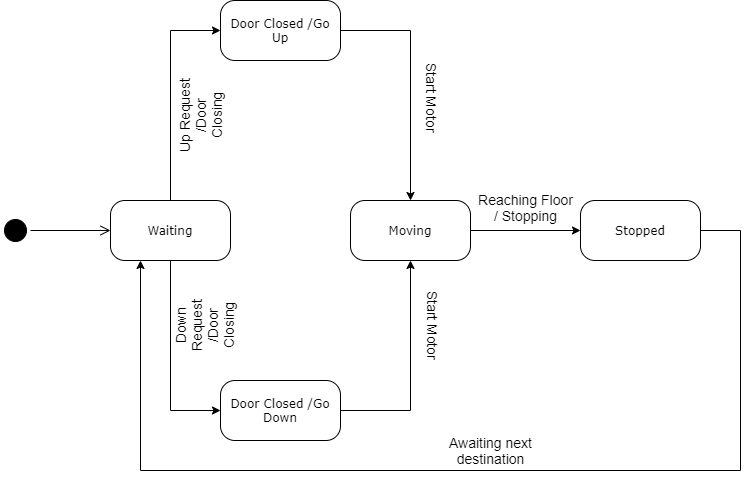 Door Closed /Go
Up
Up Request
/Door
Closing
Start Motor
Waiting
Moving
Reaching Floor
/ Stopping
Stopped
Down
Request
/Door
Closing
Start Motor
Door Closed /Go
Down
Awaiting next
destination